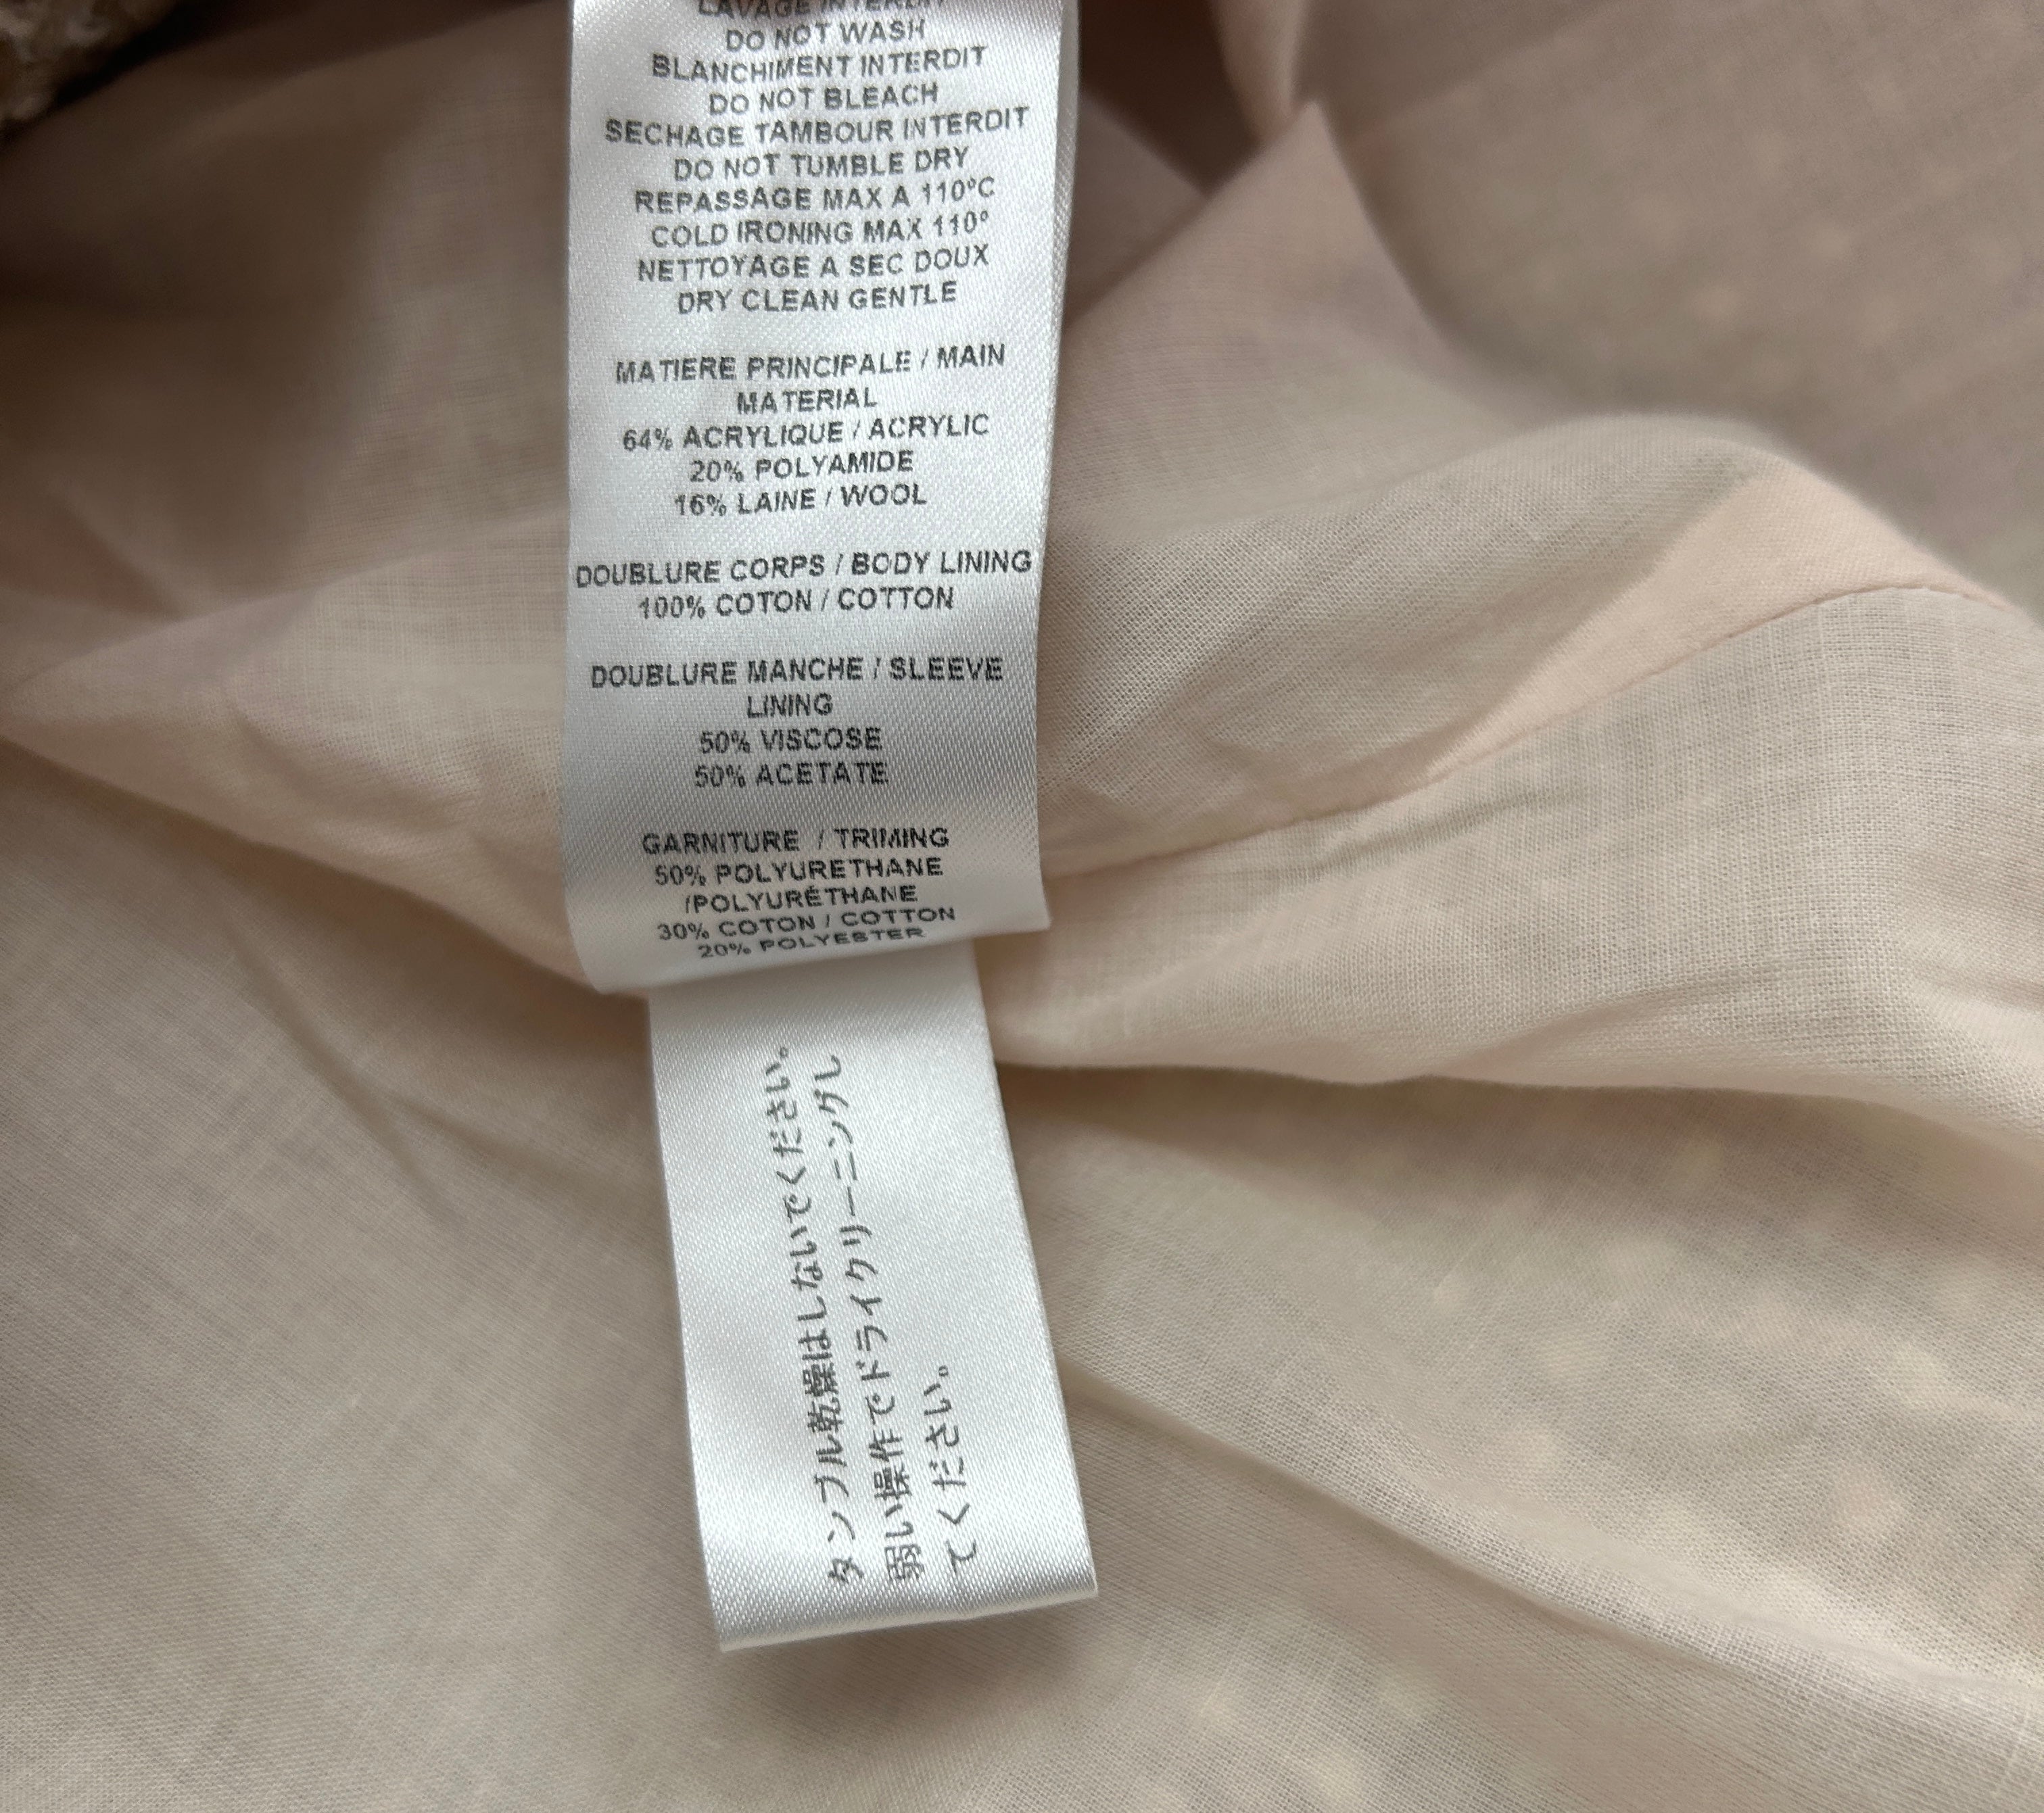 LAVAGE INTERDIT
DO NOT WASH
BLANCHIMENT INTERDIT
DO NOT BLEACH
SECHAGE TAMBOUR INTERDIT
DO NOT TUMBLE DRY
REPASSAGE MAX A 110°C
COLD IRONING MAX 110°
NETTOYAGE A SEC DOUX
DRY CLEAN GENTLE
MATIERE PRINCIPALE / MAIN
MATERIAL
64% ACRYLIQUE / ACRYLIC
20% POLYAMIDE
16% LAINE / WOOL
DOUBLURE CORPS / BODY LINING
100% COTON / COTTON
DOUBLURE MANCHE / SLEEVE
LINING
50% VISCOSE
50% ACETATE
GARNITURE / TRIMING
50% POLYURETHANE
/POLYURÉTHANE
30% COTON / COTTON
20% POLYESTER
タンブル乾燥はしないでください。
弱い操作でドライクリーニングし
てください。